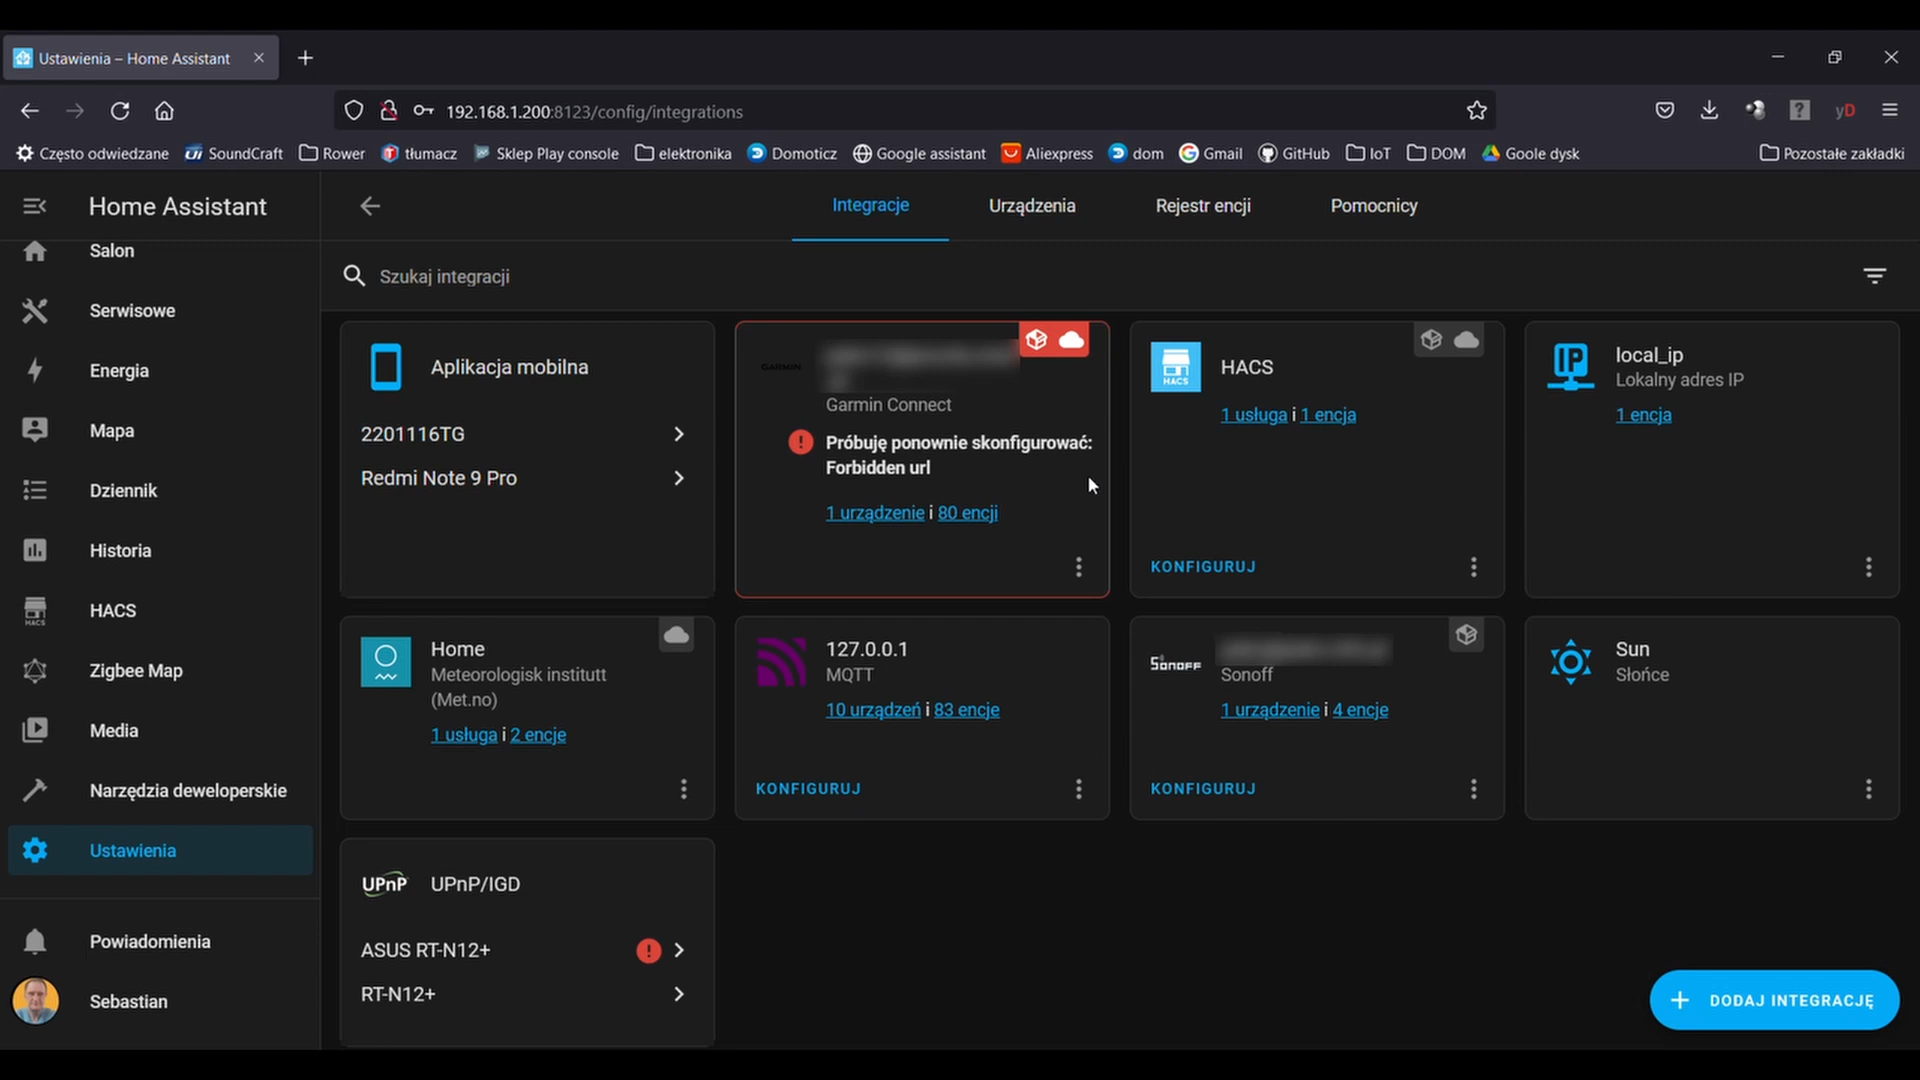 Ustawienia – Home Assistant
192.168.1.200:8123/config/integrations
yD
Często odwiedzane
SoundCraft
Rower
tłumacz
Sklep Play console
elektronika
Domoticz
Google assistant
Aliexpress
dom
Gmail
GitHub
IoT
DOM
Goole dysk
Pozostałe zakładki
Home Assistant
Integracje
Urządzenia
Rejestr encji
Pomocnicy
Szukaj integracji
Salon
Serwisowe
Energia
Mapa
Dziennik
Historia
HACS
HACS
Zigbee Map
Media
Narzędzia deweloperskie
Ustawienia
Powiadomienia
Sebastian
Aplikacja mobilna
2201116TG
Redmi Note 9 Pro
GARMIN
Garmin Connect
Próbuję ponownie skonfigurować:
Forbidden url
1 urządzenie i 80 encji
HACS
HACS
1 usługa i 1 encja
KONFIGURUJ
IP
local_ip
Lokalny adres IP
1 encja
Home
Meteorologisk institutt
(Met.no)
1 usługa i 2 encje
127.0.0.1
MQTT
10 urządzeń i 83 encje
KONFIGURUJ
SonoFF
Sonoff
1 urządzenie i 4 encje
KONFIGURUJ
Sun
Słońce
UPnP
UPnP/IGD
ASUS RT-N12+
RT-N12+
DODAJ INTEGRACJĘ